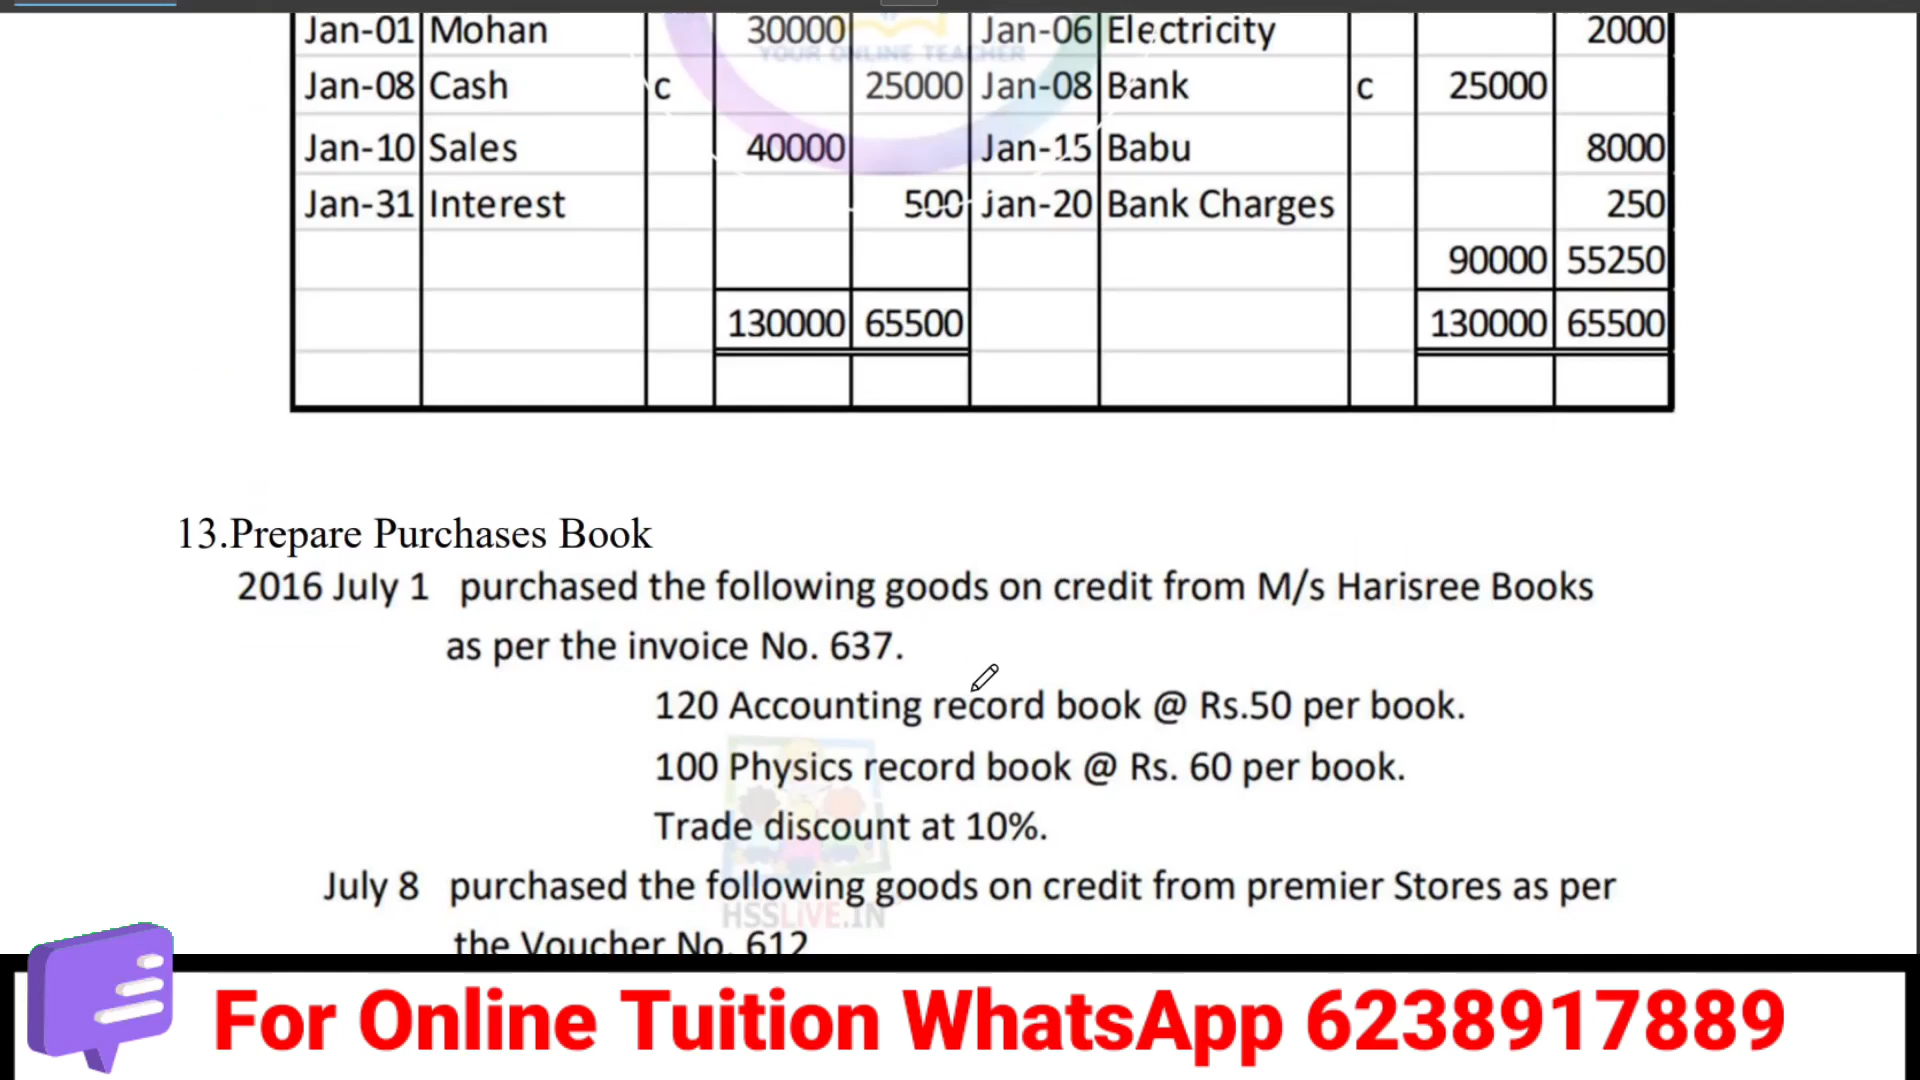 Jan-01 Mohan 30000 Jan-06 Electricity 2000
YOUR ONLINE TEACHER
Jan-08 Cash c 25000 Jan-08 Bank c 25000
Jan-10 Sales 40000 Jan-15 Babu 8000
Jan-31 Interest 500 Jan-20 Bank Charges 250
90000 55250
130000 65500 130000 65500
13.Prepare Purchases Book
2016 July 1 purchased the following goods on credit from M/s Harisree Books
as per the invoice No. 637.
120 Accounting record book @ Rs.50 per book.
100 Physics record book @ Rs. 60 per book.
Trade discount at 10%.
July 8 purchased the following goods on credit from premier Stores as per
HSSLiVE.IN
the Voucher No. 612
For Online Tuition WhatsApp 6238917889